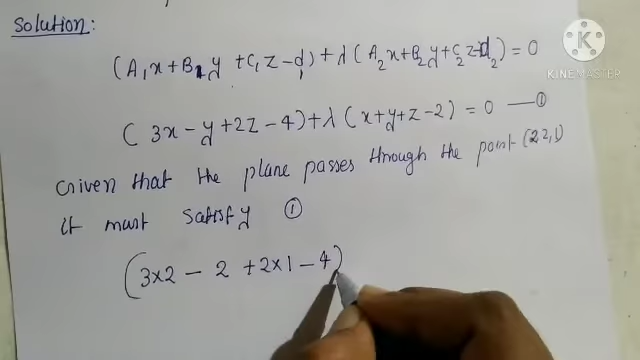 Solution:
(A₁x + B₁y + C₁z - d₁) + λ (A₂x + B₂y + C₂z - d₂) = 0
(3x - y + 2z - 4) + λ (x + y + z - 2) = 0 — ①
Given that the plane passes through the point (2,2,1)
it must satisfy ①
(3×2 - 2 + 2×1 - 4)
K
KINEMASTER